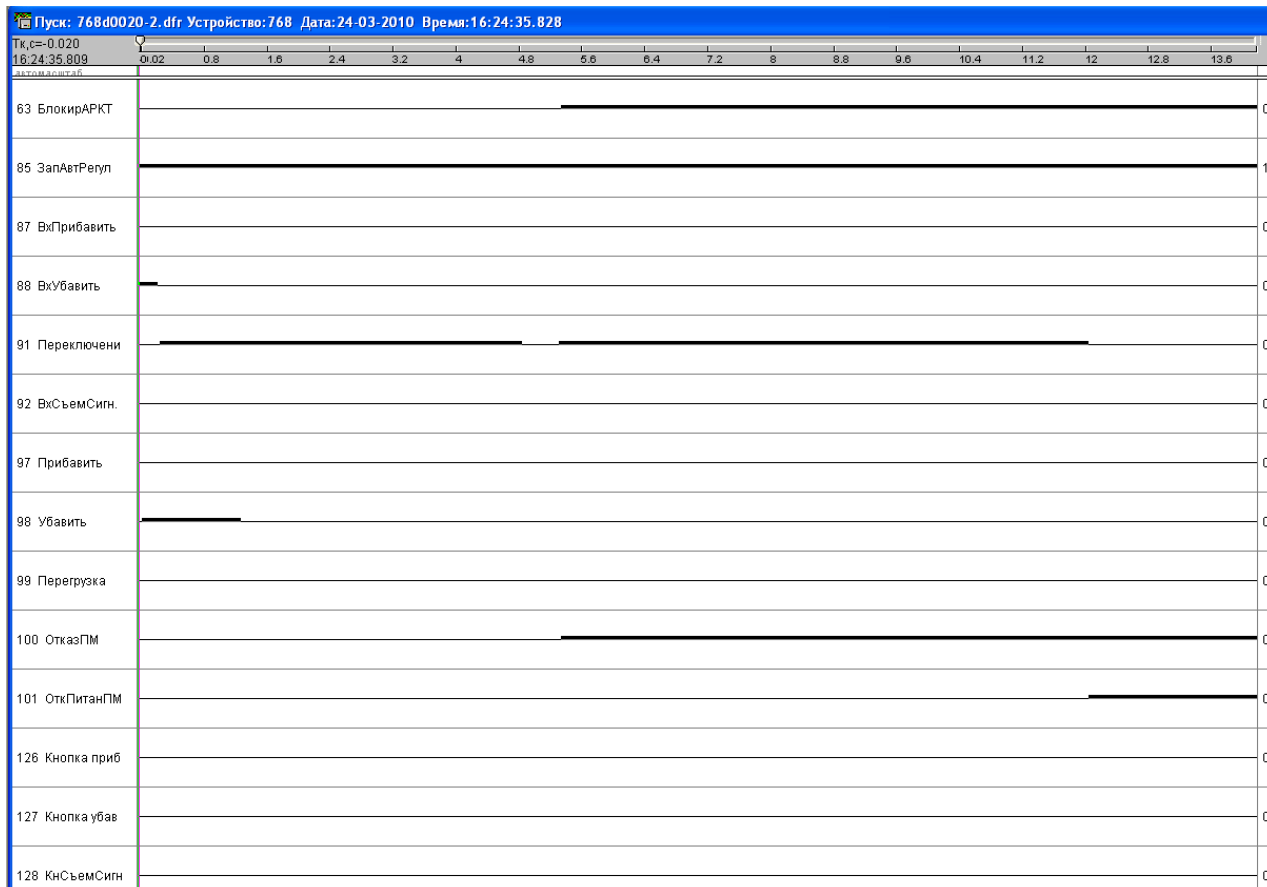 Пуск: 768d0020-2.dfr Устройство:768 Дата:24-03-2010 Время:16:24:35.828
Тк,с=-0.020
16:24:35.809
-0.02 0.8 1.6 2.4 3.2 4 4.8 5.6 6.4 7.2 8 8.8 9.6 10.4 11.2 12 12.8 13.6
автомасштаб
63 БлокирАРКТ 0
85 ЗапАвтРегул 1
87 ВхПрибавить 0
88 ВхУбавить 0
91 Переключени 0
92 ВхСъемСигн. 0
97 Прибавить 0
98 Убавить 0
99 Перегрузка 0
100 ОтказПМ 0
101 ОткПитанПМ 0
126 Кнопка приб 0
127 Кнопка убав 0
128 КнСъемСигн 0